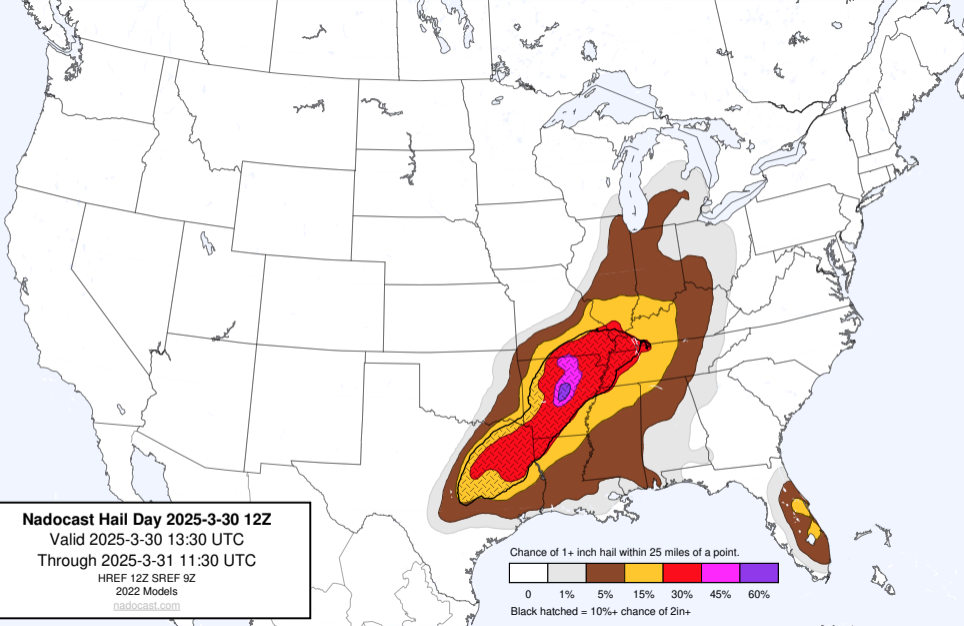 Nadocast Hail Day 2025-3-30 12Z
Valid 2025-3-30 13:30 UTC
Through 2025-3-31 11:30 UTC
HREF 12Z SREF 9Z
2022 Models
nadocast.com
Chance of 1+ inch hail within 25 miles of a point.
0 1% 5% 15% 30% 45% 60%
Black hatched = 10%+ chance of 2in+